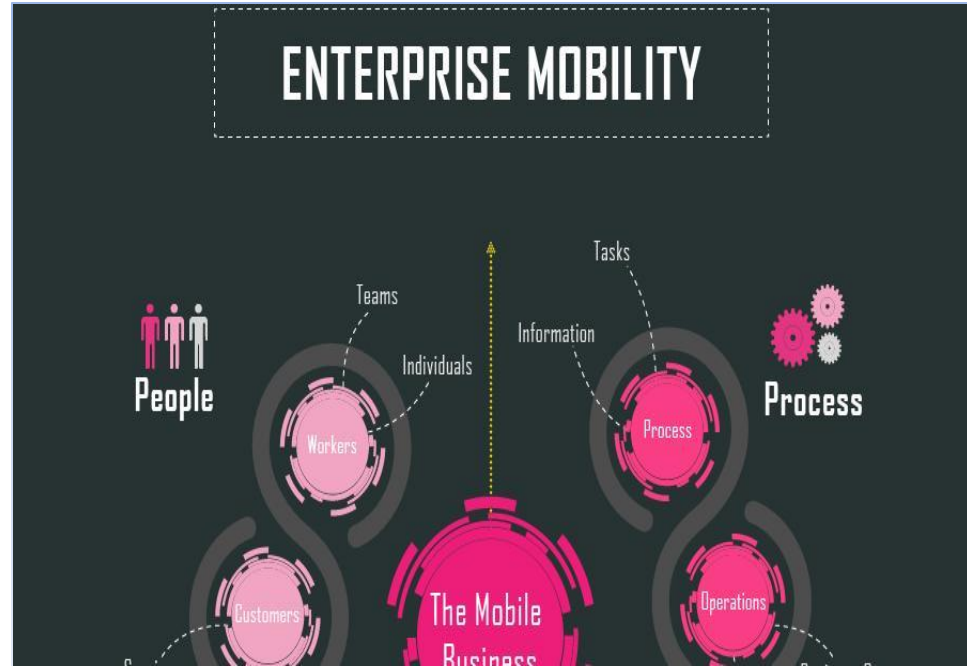 ENTERPRISE MOBILITY
Tasks
Teams
Information
Individuals
People
Process
Workers
Process
Customers
Operations
The Mobile
Business